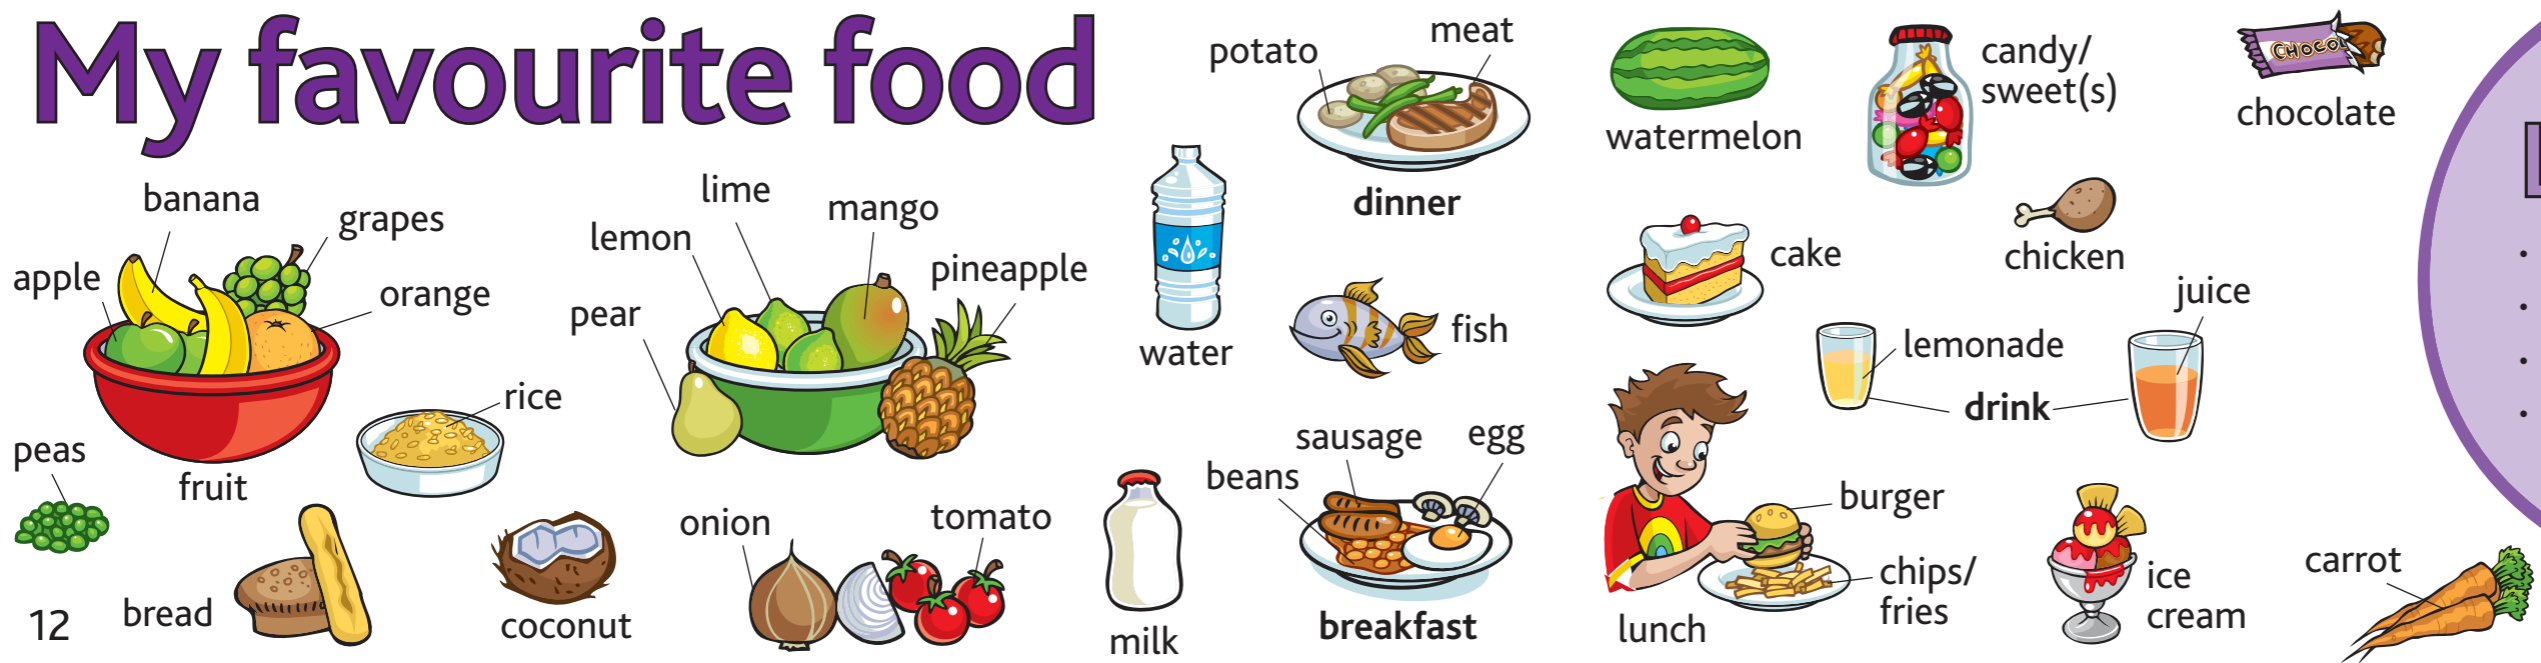 My favourite food
banana
grapes
apple
orange
rice
peas
fruit
bread
12
coconut
lime
mango
lemon
pineapple
pear
onion
tomato
water
milk
potato
meat
dinner
fish
sausage
egg
beans
breakfast
watermelon
candy/
sweet(s)
chocolate
cake
chicken
juice
lemonade
drink
burger
chips/
fries
lunch
ice
cream
carrot
CHOCOL